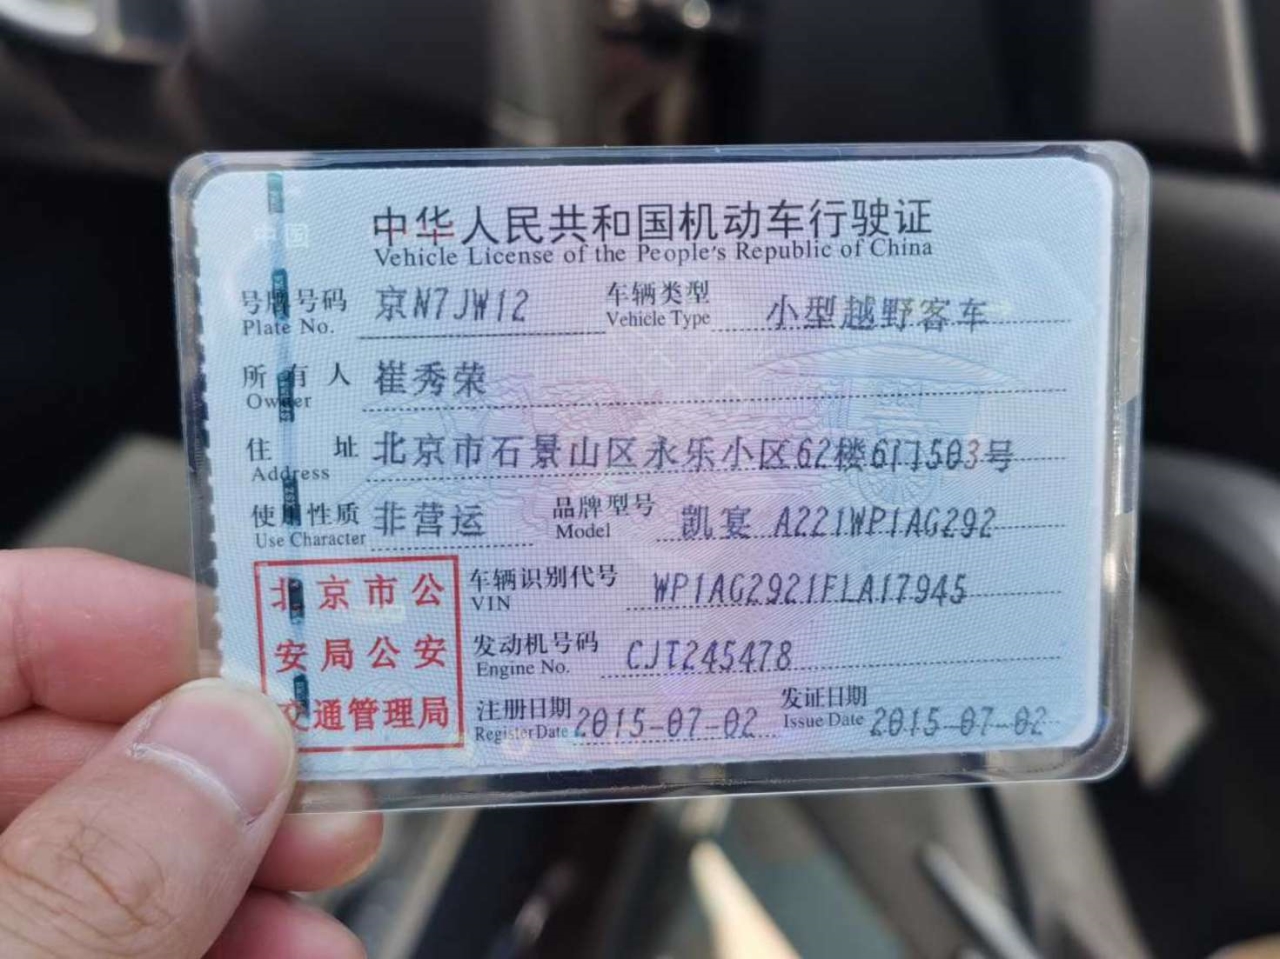 中华人民共和国机动车行驶证
Vehicle License of the People's Republic of China
号牌号码 京N7JW12 车辆类型 小型越野客车
Plate No. Vehicle Type
所有人 崔秀荣
Owner
住址 北京市石景山区永乐小区62楼6门503号
Address
使用性质 非营运 品牌型号 凯宴 A221WP1AG292
Use Character Model
北京市公
安局公安
交通管理局
车辆识别代号 WP1AG2921FLA17945
VIN
发动机号码 CJT245478
Engine No.
注册日期 2015-07-02 发证日期 2015-07-02
Register Date Issue Date